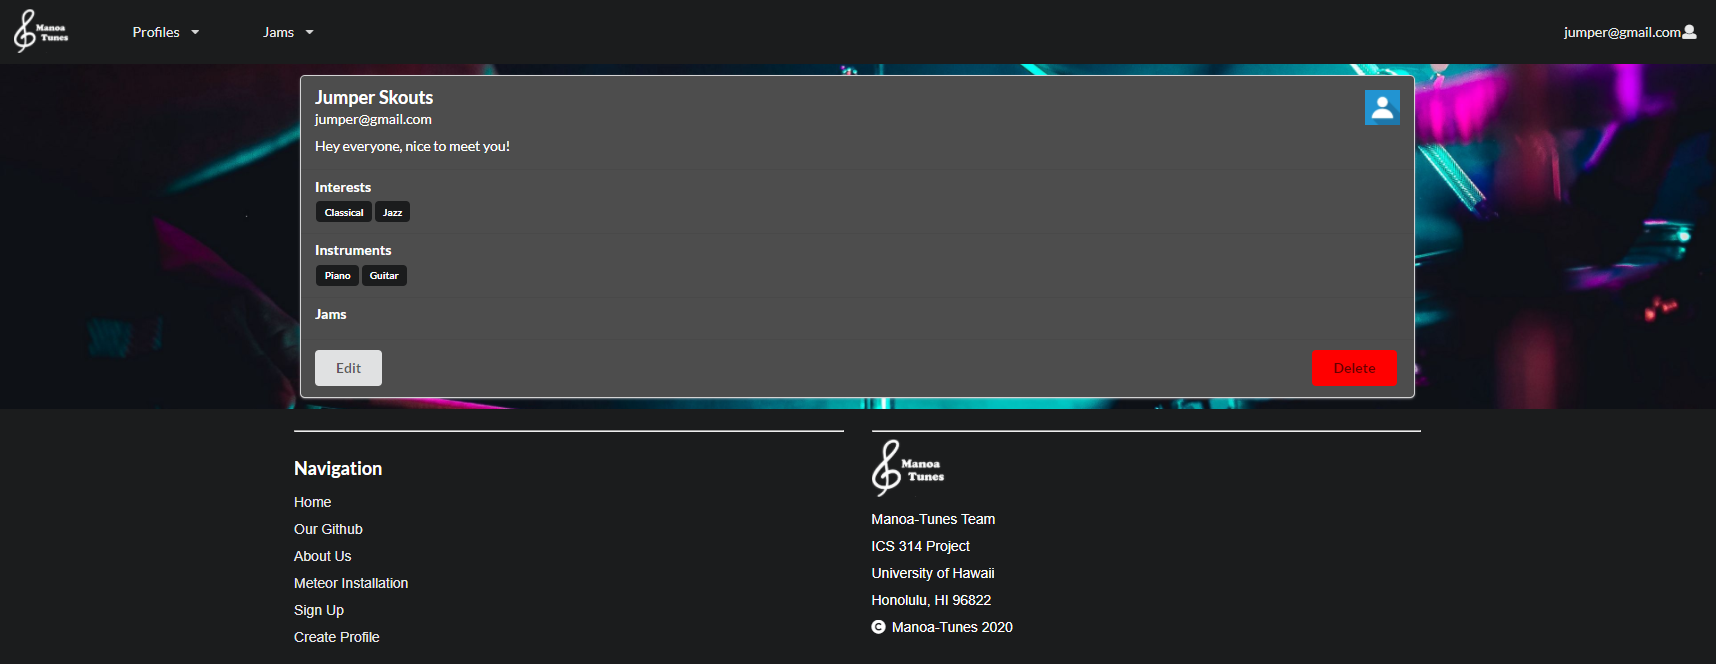 Manoa Tunes
Profiles
Jams
jumper@gmail.com
Jumper Skouts
jumper@gmail.com
Hey everyone, nice to meet you!
Interests
Classical Jazz
Instruments
Piano Guitar
Jams
Edit
Delete
Navigation
Home
Our Github
About Us
Meteor Installation
Sign Up
Create Profile
Manoa
Tunes
Manoa-Tunes Team
ICS 314 Project
University of Hawaii
Honolulu, HI 96822
© Manoa-Tunes 2020